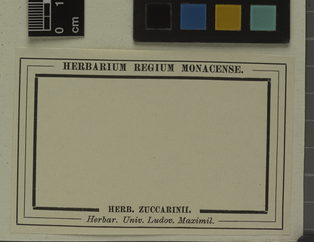 0 1
cm
HERBARIUM REGIUM MONACENSE.
HERB. ZUCCARINII.
Herbar. Univ. Ludov. Maximil.